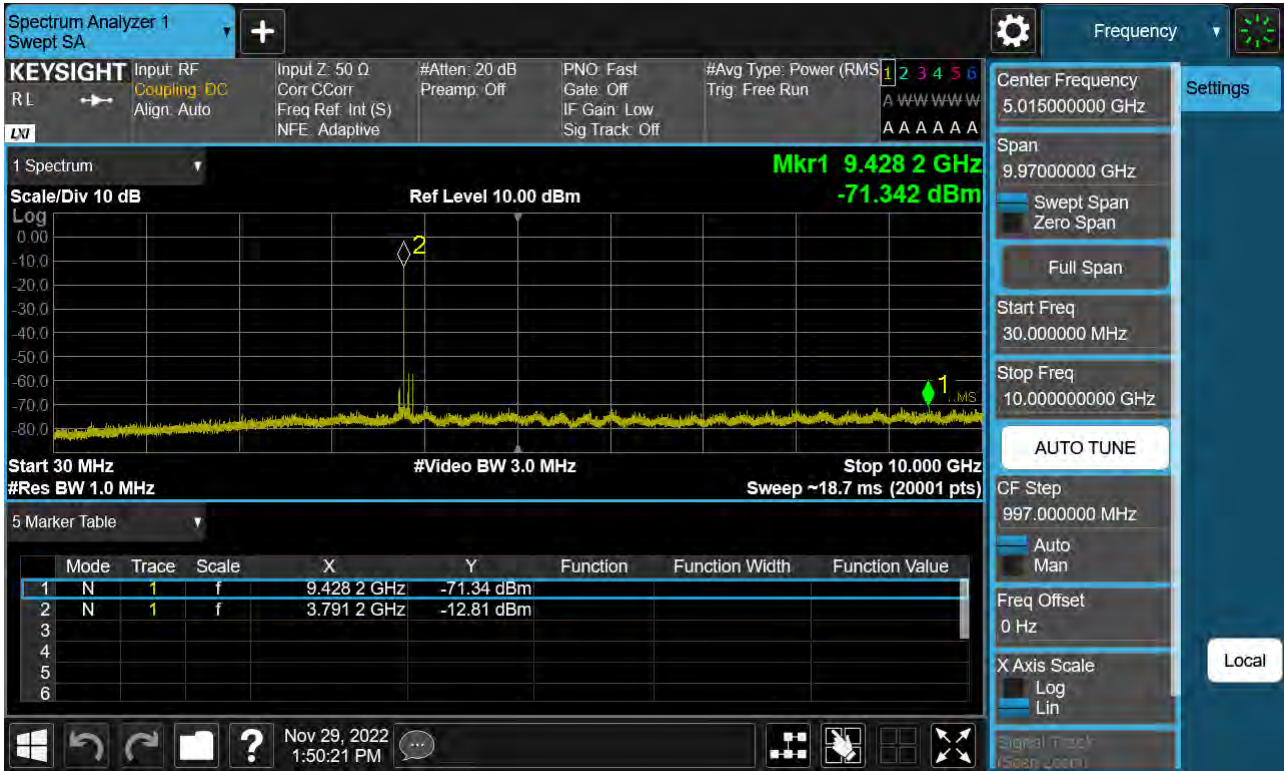 Spectrum Analyzer 1
Swept SA
+
Frequency
KEYSIGHT
RL
LXI
Input: RF
Coupling: DC
Align: Auto
Input Z: 50 Ω
Corr CCorr
Freq Ref: Int (S)
NFE: Adaptive
#Atten: 20 dB
Preamp: Off
PNO: Fast
Gate: Off
IF Gain: Low
Sig Track: Off
#Avg Type: Power (RMS
Trig: Free Run
1 2 3 4 5 6
A W W W W W
A A A A A A
1 Spectrum
Scale/Div 10 dB
Ref Level 10.00 dBm
Mkr1 9.428 2 GHz
-71.342 dBm
Log
0.00
-10.0
-20.0
-30.0
-40.0
-50.0
-60.0
-70.0
-80.0
2
1
Start 30 MHz
#Video BW 3.0 MHz
Stop 10.000 GHz
#Res BW 1.0 MHz
Sweep ~18.7 ms (20001 pts)
5 Marker Table
Mode Trace Scale X Y Function Function Width Function Value
1 N 1 f 9.428 2 GHz -71.34 dBm
2 N 1 f 3.791 2 GHz -12.81 dBm
3
4
5
6
?
Nov 29, 2022
1:50:21 PM
Center Frequency
5.015000000 GHz
Settings
Span
9.97000000 GHz
Swept Span
Zero Span
Full Span
Start Freq
30.000000 MHz
Stop Freq
10.000000000 GHz
AUTO TUNE
CF Step
997.000000 MHz
Auto
Man
Freq Offset
0 Hz
X Axis Scale
Log
Lin
Local
Signal Track
(Span Zoom)